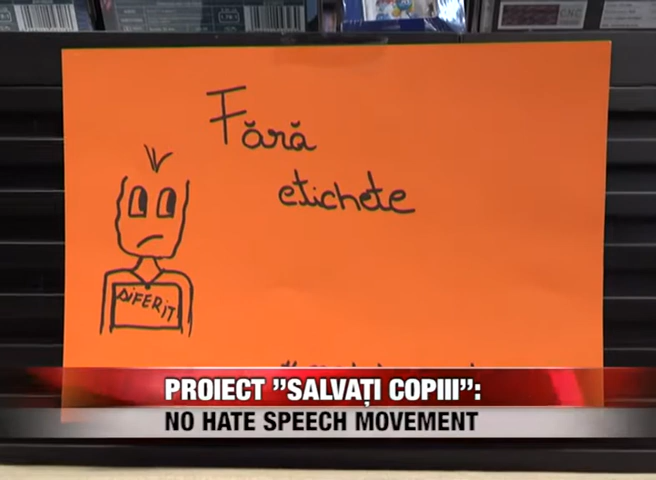 Fără
etichete
DiFERiT
PROIECT ”SALVAȚI COPIII”:
NO HATE SPEECH MOVEMENT